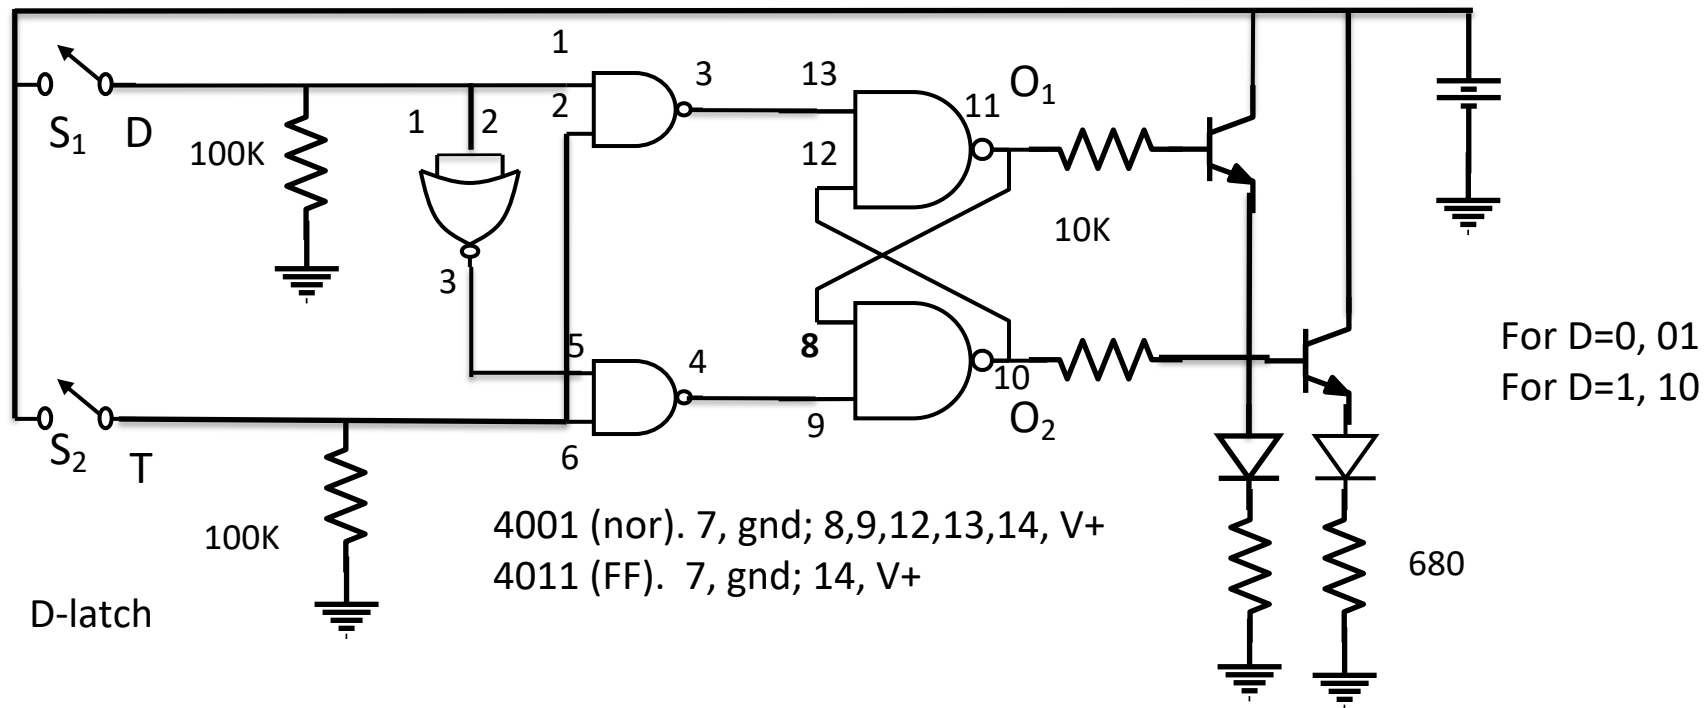 1
3
13
O1
11
S1
D
1
2
2
100K
12
3
10K
5
4
8
10
O2
9
For D=0, 01
For D=1, 10
S2
T
6
100K
4001 (nor). 7, gnd; 8,9,12,13,14, V+
4011 (FF).  7, gnd; 14, V+
680
D-latch